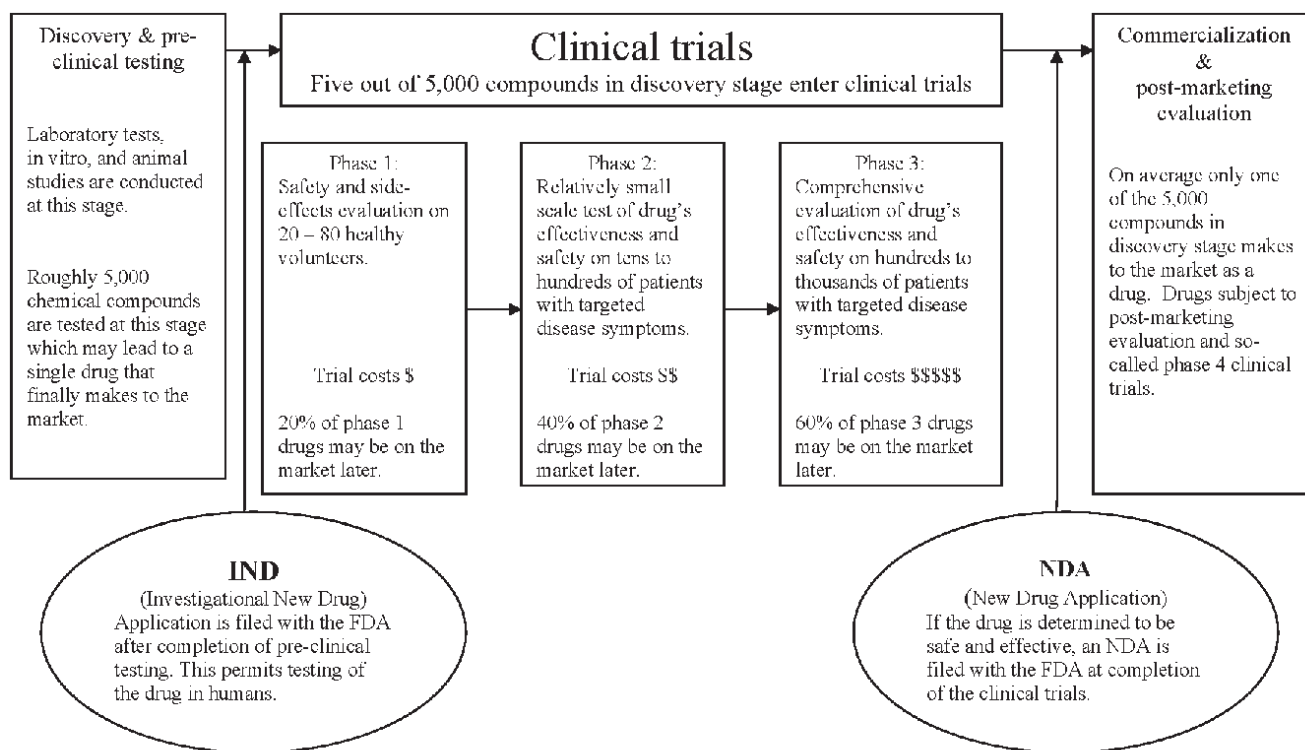 Discovery & pre-
clinical testing
Laboratory tests,
in vitro, and animal
studies are conducted
at this stage.
Roughly 5,000
chemical compounds
are tested at this stage
which may lead to a
single drug that
finally makes to the
market.
Clinical trials
Five out of 5,000 compounds in discovery stage enter clinical trials
Phase 1:
Safety and side-
effects evaluation on
20 – 80 healthy
volunteers.
Trial costs $
20% of phase 1
drugs may be on the
market later.
Phase 2:
Relatively small
scale test of drug's
effectiveness and
safety on tens to
hundreds of patients
with targeted
disease symptoms.
Trial costs $$
40% of phase 2
drugs may be on
the market later.
Phase 3:
Comprehensive
evaluation of drug's
effectiveness and
safety on hundreds to
thousands of patients
with targeted disease
symptoms.
Trial costs $$$$$
60% of phase 3 drugs
may be on the market
later.
Commercialization
&
post-marketing
evaluation
On average only one
of the 5,000
compounds in
discovery stage makes
to the market as a
drug. Drugs subject to
post-marketing
evaluation and so-
called phase 4 clinical
trials.
IND
(Investigational New Drug)
Application is filed with the FDA
after completion of pre-clinical
testing. This permits testing of
the drug in humans.
NDA
(New Drug Application)
If the drug is determined to be
safe and effective, an NDA is
filed with the FDA at completion
of the clinical trials.